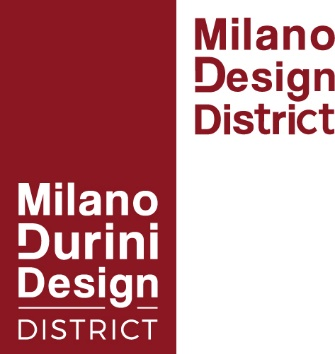 Milano
Design
District
Milano
Durini
Design
DISTRICT